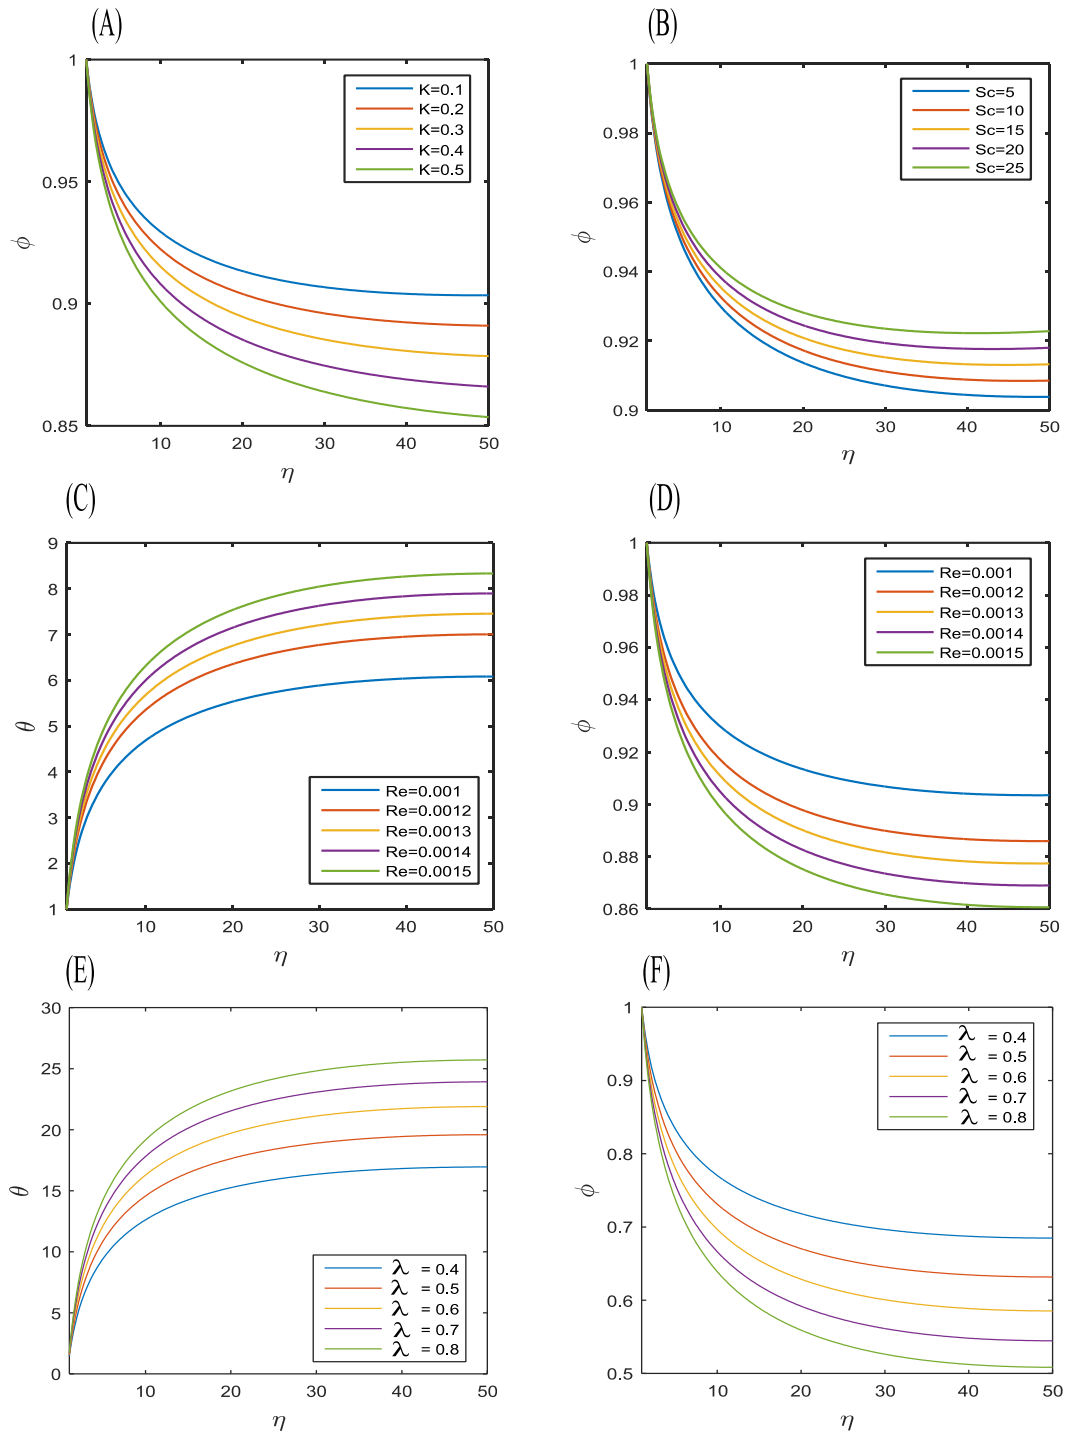 (A)
1
0.95
0.9
0.85
ϕ
K=0.1
K=0.2
K=0.3
K=0.4
K=0.5
10 20 30 40 50
η
(B)
1
0.98
0.96
0.94
0.92
0.9
ϕ
Sc=5
Sc=10
Sc=15
Sc=20
Sc=25
10 20 30 40 50
η
(C)
9
8
7
6
5
4
3
2
1
θ
Re=0.001
Re=0.0012
Re=0.0013
Re=0.0014
Re=0.0015
10 20 30 40 50
η
(D)
1
0.98
0.96
0.94
0.92
0.9
0.88
0.86
ϕ
Re=0.001
Re=0.0012
Re=0.0013
Re=0.0014
Re=0.0015
10 20 30 40 50
η
(E)
30
25
20
15
10
5
0
θ
λ = 0.4
λ = 0.5
λ = 0.6
λ = 0.7
λ = 0.8
10 20 30 40 50
η
(F)
1
0.9
0.8
0.7
0.6
0.5
ϕ
λ = 0.4
λ = 0.5
λ = 0.6
λ = 0.7
λ = 0.8
10 20 30 40 50
η